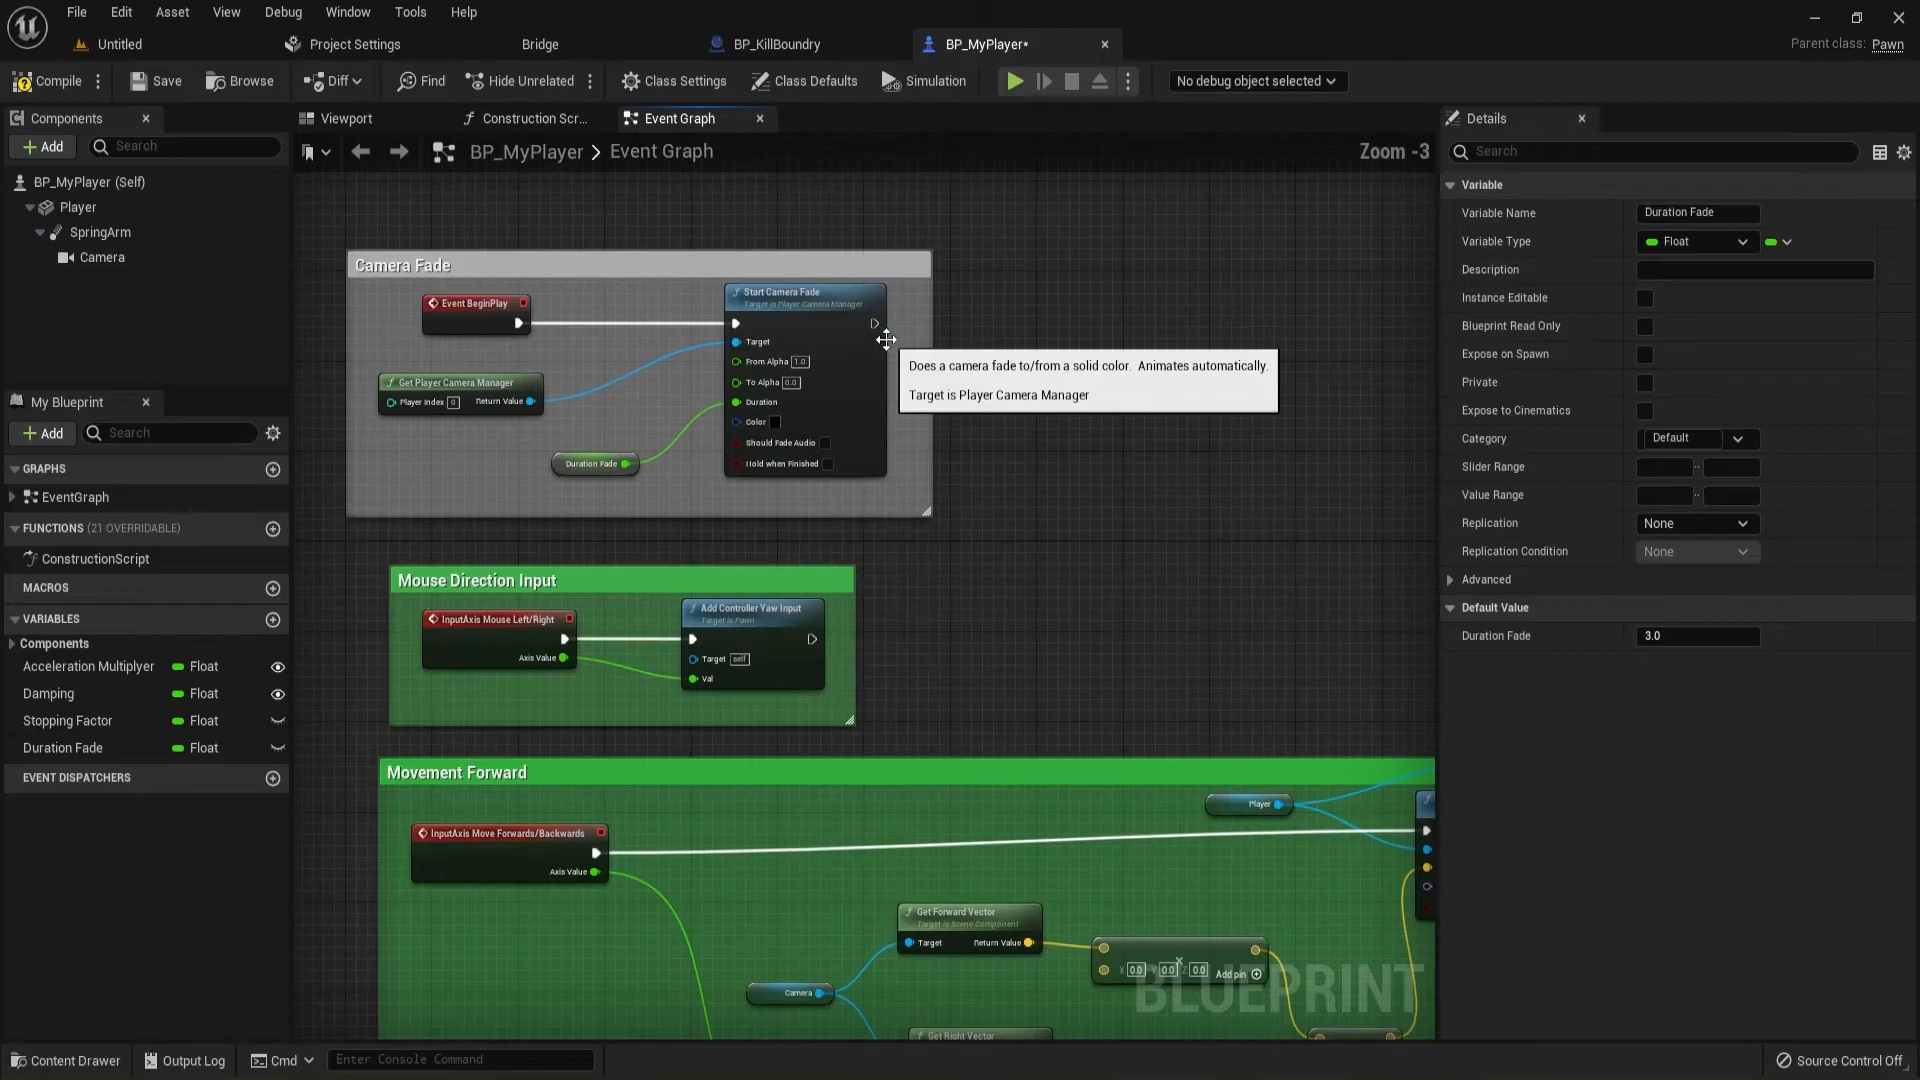 File Edit Asset View Debug Window Tools Help
Untitled Project Settings Bridge BP_KillBoundry BP_MyPlayer* Parent class: Pawn
Compile Save Browse Diff Find Hide Unrelated Class Settings Class Defaults Simulation No debug object selected
Components
Add Search
BP_MyPlayer (Self)
Player
SpringArm
Camera
My Blueprint
Add Search
GRAPHS
EventGraph
FUNCTIONS (21 OVERRIDABLE)
ConstructionScript
MACROS
VARIABLES
Components
Acceleration Multiplyer Float
Damping Float
Stopping Factor Float
Duration Fade Float
EVENT DISPATCHERS
Viewport Construction Scr... Event Graph
BP_MyPlayer > Event Graph Zoom -3
Camera Fade
Event BeginPlay
Get Player Camera Manager
Player Index 0 Return Value
Duration Fade
Start Camera Fade
Target is Player Camera Manager
Target
From Alpha 1.0
To Alpha 0.0
Duration
Color
Should Fade Audio
Hold when Finished
Does a camera fade to/from a solid color. Animates automatically.
Target is Player Camera Manager
Mouse Direction Input
InputAxis Mouse Left/Right
Axis Value
Add Controller Yaw Input
Target is Pawn
Target self
Val
Movement Forward
Player
InputAxis Move Forwards/Backwards
Axis Value
Get Forward Vector
Target is Scene Component
Target Return Value
X 0.0 Y 0.0 Z 0.0 Add pin
Camera
Get Right Vector
BLUEPRINT
Details
Search
Variable
Variable Name Duration Fade
Variable Type Float
Description
Instance Editable
Blueprint Read Only
Expose on Spawn
Private
Expose to Cinematics
Category Default
Slider Range ..
Value Range ..
Replication None
Replication Condition None
Advanced
Default Value
Duration Fade 3.0
Content Drawer Output Log Cmd Enter Console Command Source Control Off